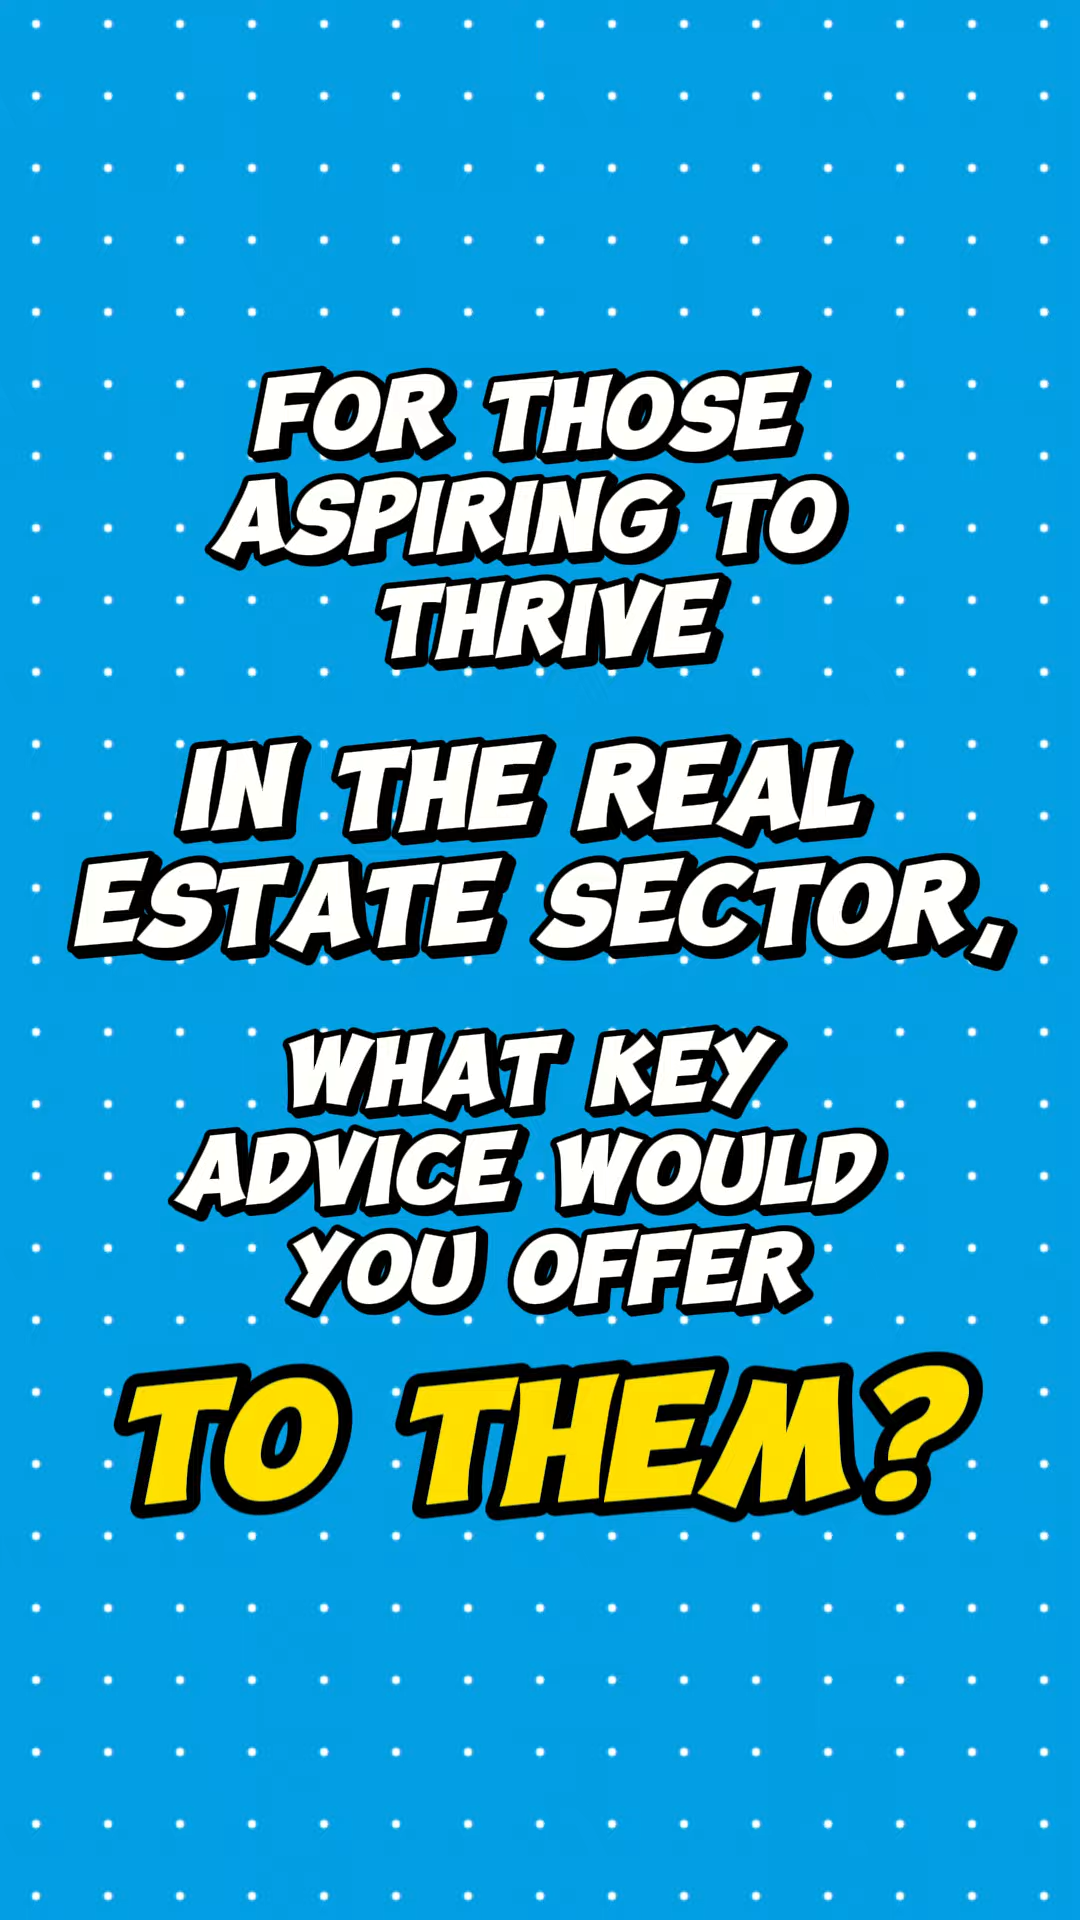 FOR THOSE
ASPIRING TO
THRIVE
IN THE REAL
ESTATE SECTOR,
WHAT KEY
ADVICE WOULD
YOU OFFER
TO THEM?